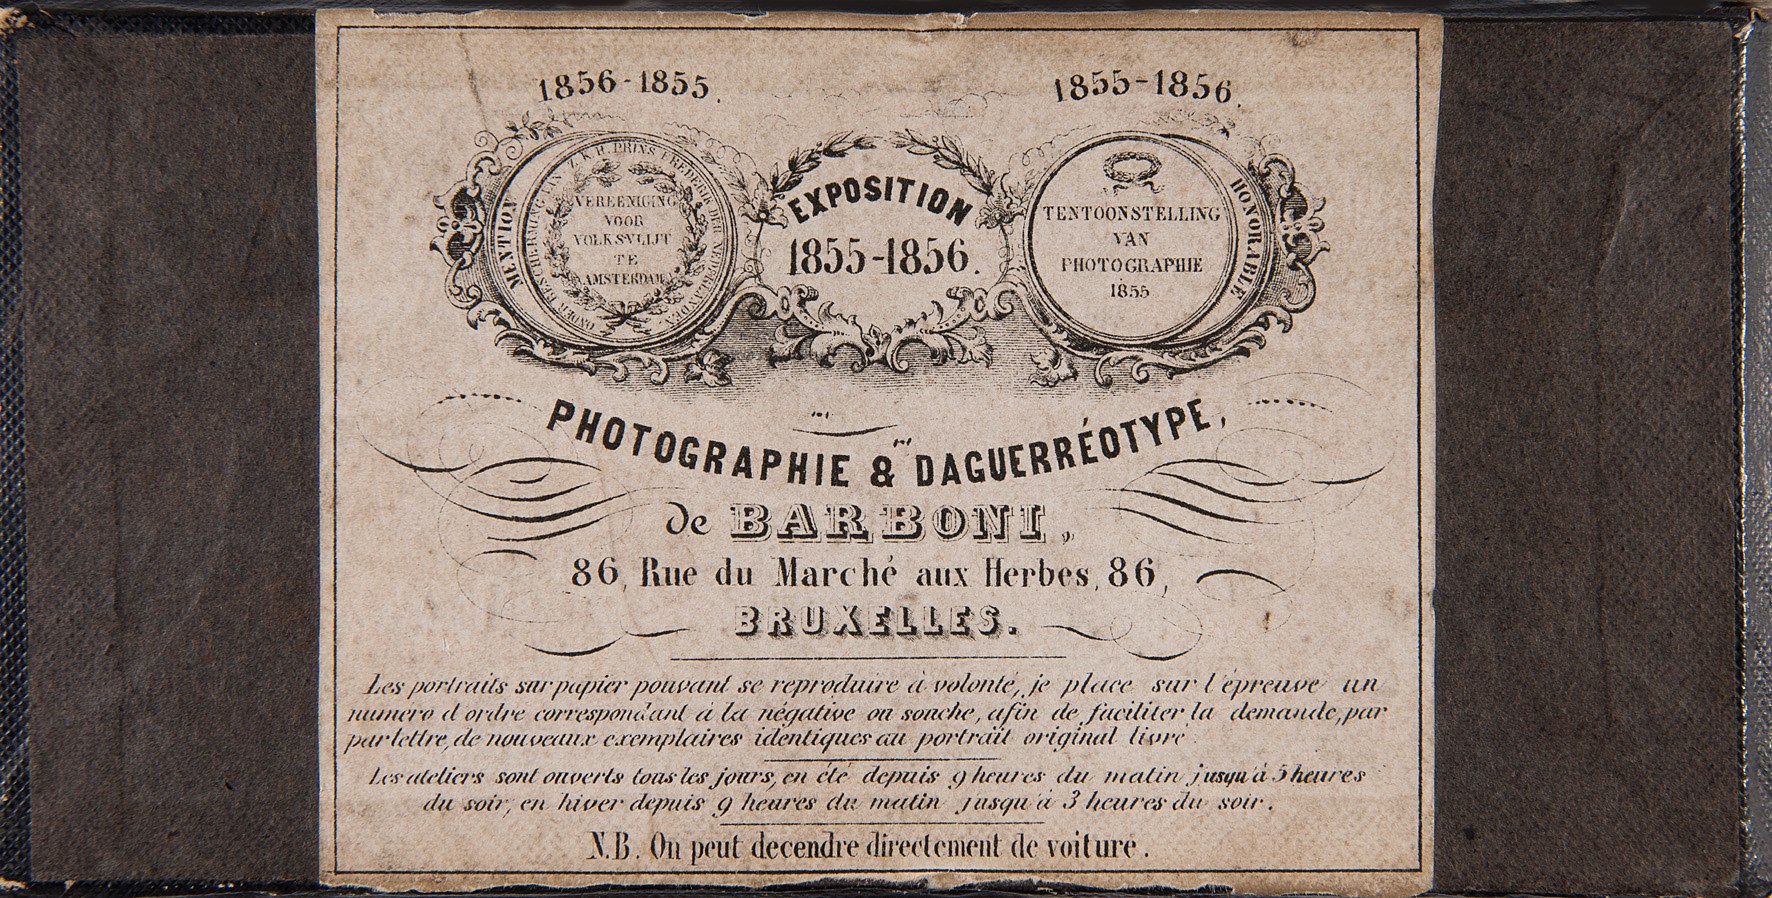 1856-1855.
1855-1856.
MENTION
ONDER BESCHERMING VAN Z.K.H. PRINS FREDERIK DER NEDERLANDEN
VEREENIGING
VOOR
VOLKSVLIJT
TE
AMSTERDAM
EXPOSITION
1855-1856.
TENTOONSTELLING
VAN
PHOTOGRAPHIE
1855
HONORABLE
PHOTOGRAPHIE & DAGUERRÉOTYPE,
de BARBONI,
86, Rue du Marché aux Herbes, 86,
BRUXELLES.
Les portraits sur papier pouvant se reproduire à volonté, je place sur l'épreuve un
numéro d'ordre correspondant à la négative ou souche, afin de faciliter la demande, par
par lettre, de nouveaux exemplaires identiques au portrait original livré.
Les ateliers sont ouverts tous les jours, en été depuis 9 heures du matin jusqu'à 5 heures
du soir, en hiver depuis 9 heures du matin jusqu'à 3 heures du soir.
N.B. On peut decendre directement de voiture.